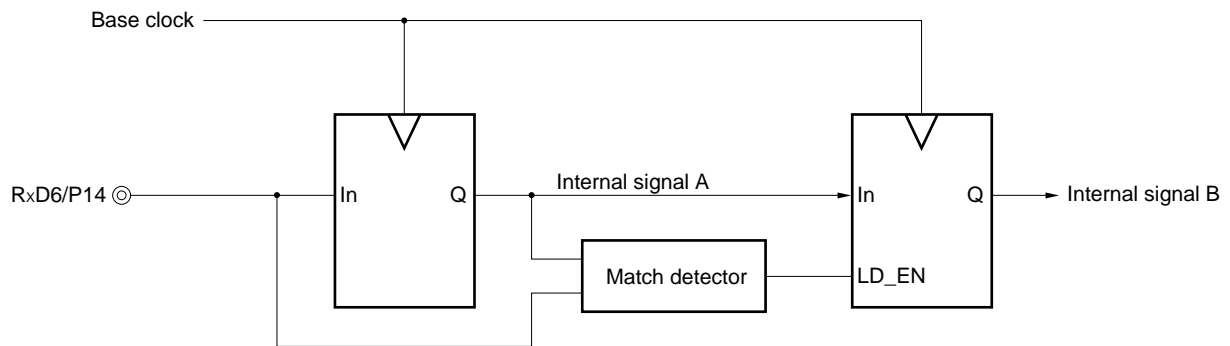 Base clock
RxD6/P14
In
Q
Internal signal A
In
Q
Internal signal B
Match detector
LD_EN